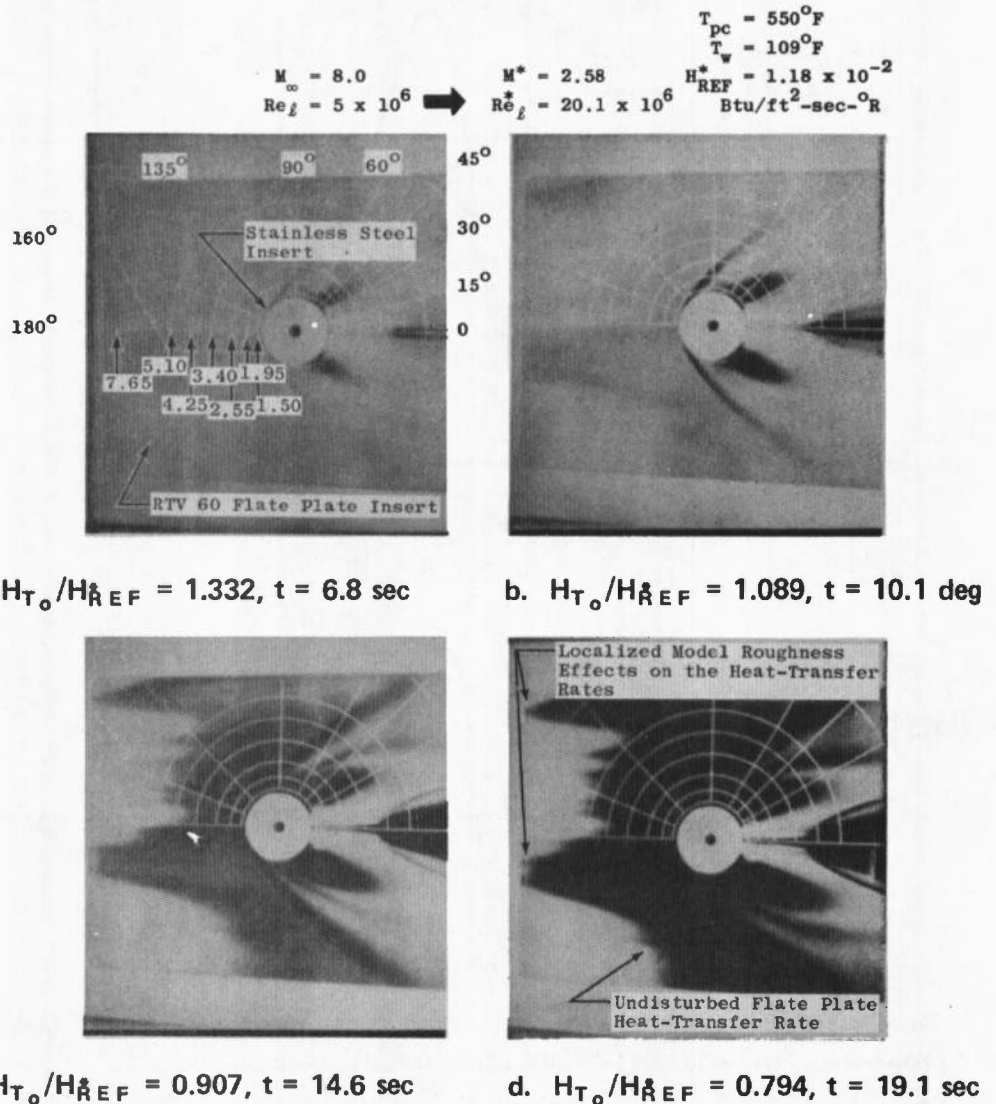 T_pc = 550°F
T_w = 109°F
M_∞ = 8.0 M* = 2.58 H*_REF = 1.18 x 10^-2
Re_ℓ = 5 x 10^6 Re*_ℓ = 20.1 x 10^6 Btu/ft^2-sec-°R
135° 90° 60° 45°
160° 30°
Stainless Steel
Insert
15°
180° 0
7.65 5.10 3.40 1.95
4.25 2.55 1.50
RTV 60 Flate Plate Insert
H_To/H*_REF = 1.332, t = 6.8 sec
b. H_To/H*_REF = 1.089, t = 10.1 deg
Localized Model Roughness
Effects on the Heat-Transfer
Rates
Undisturbed Flate Plate
Heat-Transfer Rate
H_To/H*_REF = 0.907, t = 14.6 sec
d. H_To/H*_REF = 0.794, t = 19.1 sec